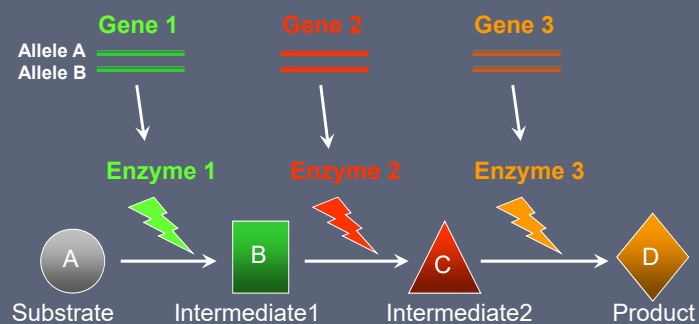 Gene 1 Gene 2 Gene 3
Allele A
Allele B
Enzyme 1 Enzyme 2 Enzyme 3
A B C D
Substrate Intermediate1 Intermediate2 Product